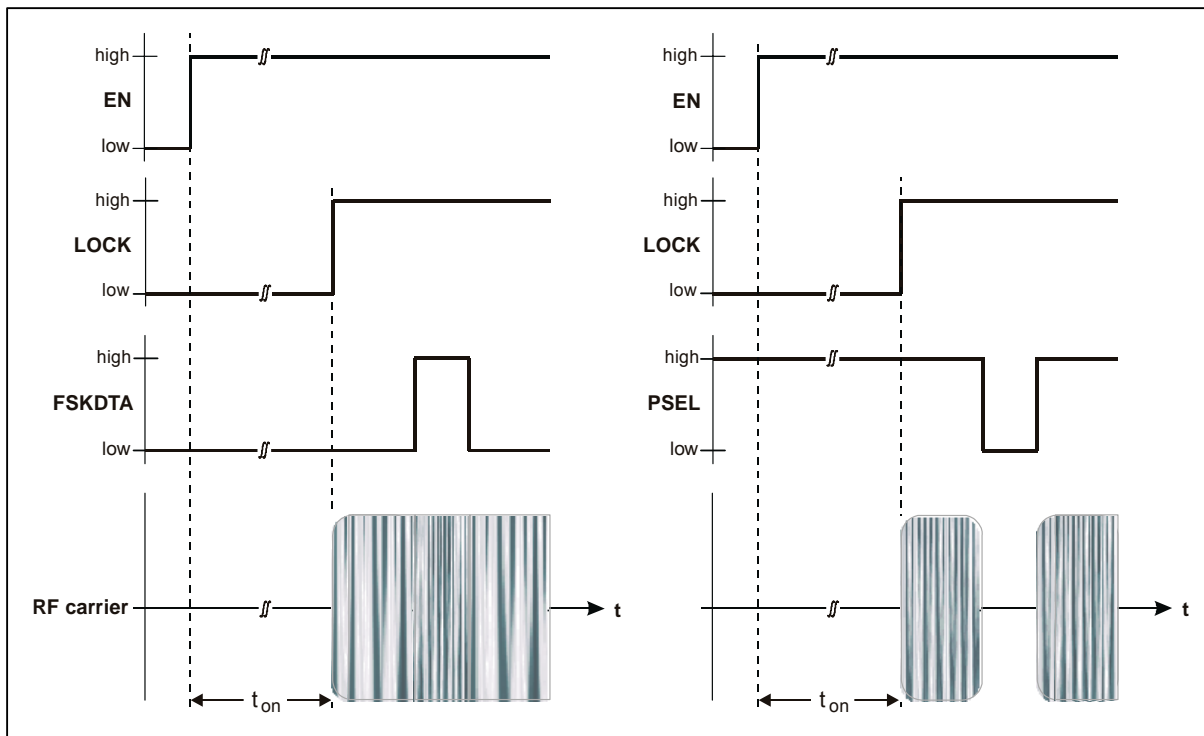 high
EN
low
high
LOCK
low
high
FSKDTA
low
RF carrier
t
t on
high
EN
low
high
LOCK
low
high
PSEL
low
t
t on